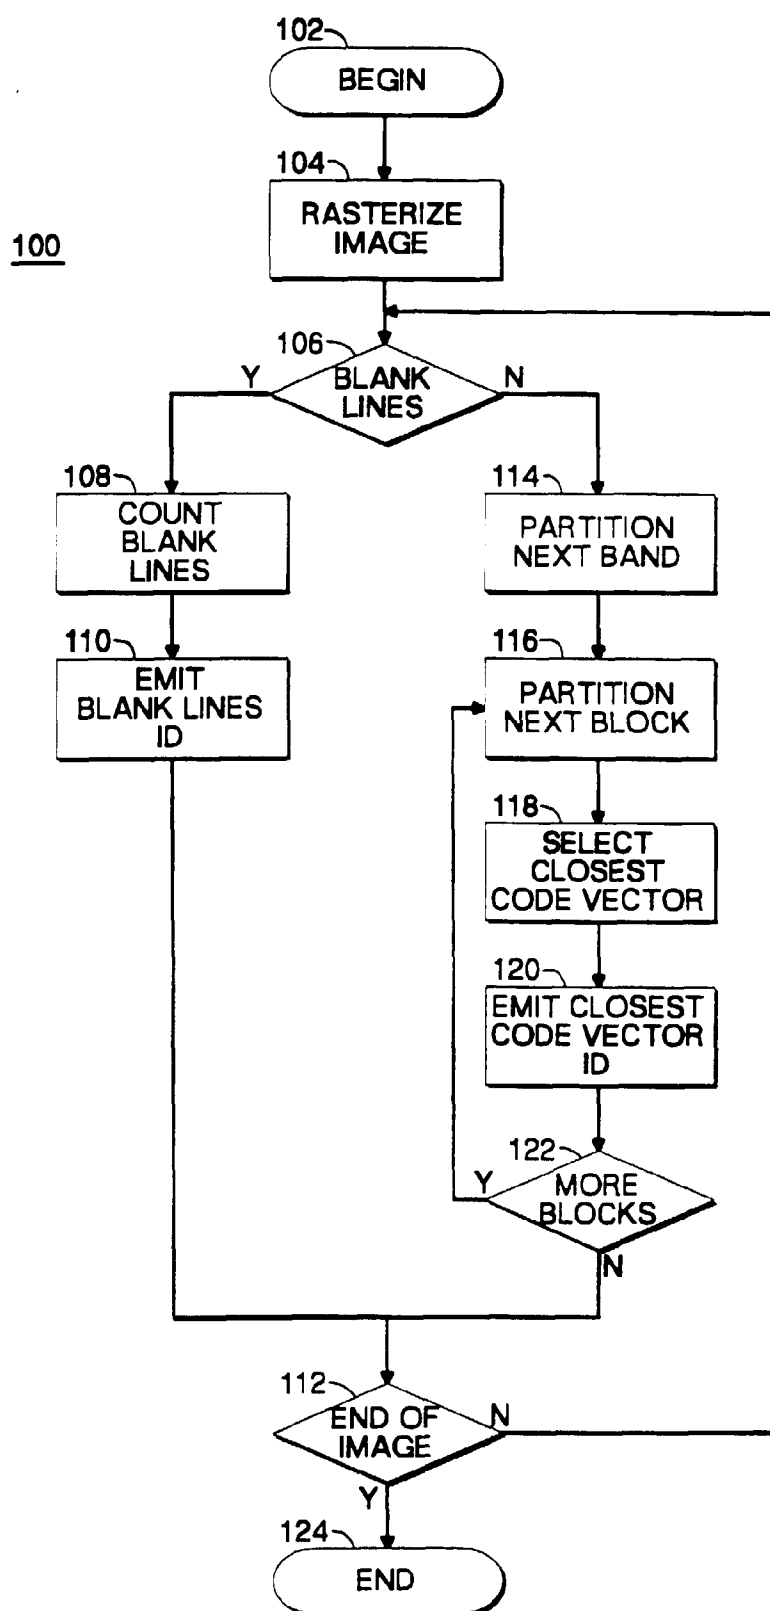 102
BEGIN
104
RASTERIZE
IMAGE
100
106
Y
BLANK
LINES
N
108
COUNT
BLANK
LINES
114
PARTITION
NEXT BAND
110
EMIT
BLANK LINES
ID
116
PARTITION
NEXT BLOCK
118
SELECT
CLOSEST
CODE VECTOR
120
EMIT CLOSEST
CODE VECTOR
ID
122
Y
MORE
BLOCKS
N
112
END OF
IMAGE
N
Y
124
END